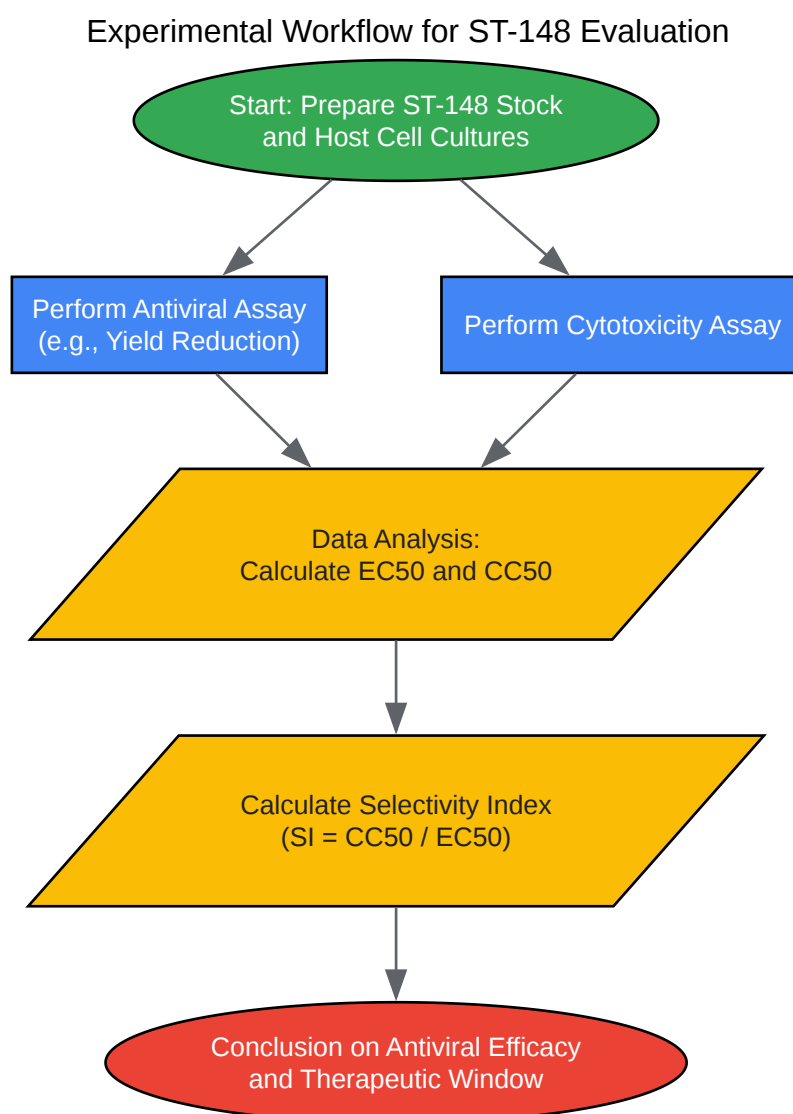 Experimental Workflow for ST-148 Evaluation
Start: Prepare ST-148 Stock
and Host Cell Cultures
Perform Antiviral Assay
(e.g., Yield Reduction)
Perform Cytotoxicity Assay
Data Analysis:
Calculate EC50 and CC50
Calculate Selectivity Index
(SI = CC50 / EC50)
Conclusion on Antiviral Efficacy
and Therapeutic Window